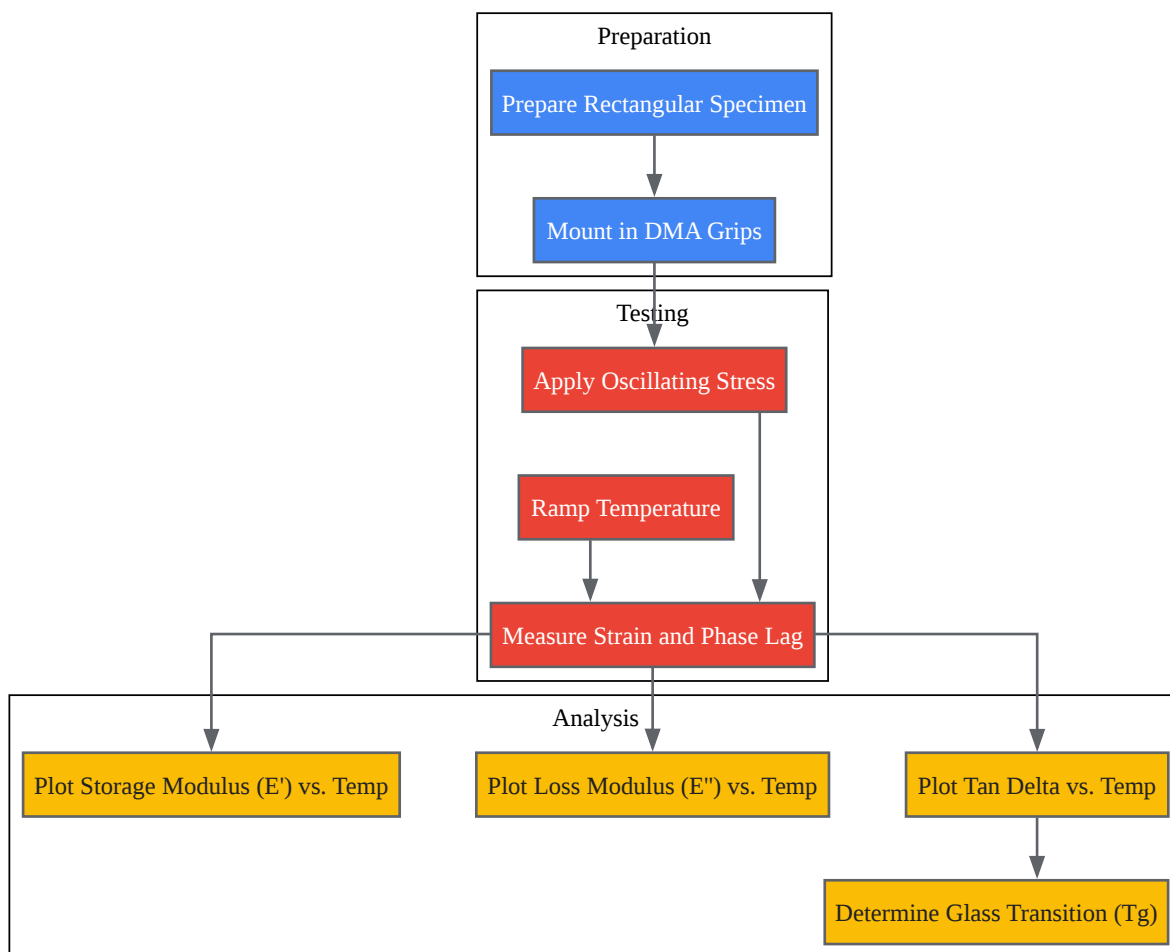 Preparation
Prepare Rectangular Specimen
Mount in DMA Grips
Testing
Apply Oscillating Stress
Ramp Temperature
Measure Strain and Phase Lag
Analysis
Plot Storage Modulus (E') vs. Temp
Plot Loss Modulus (E'') vs. Temp
Plot Tan Delta vs. Temp
Determine Glass Transition (Tg)